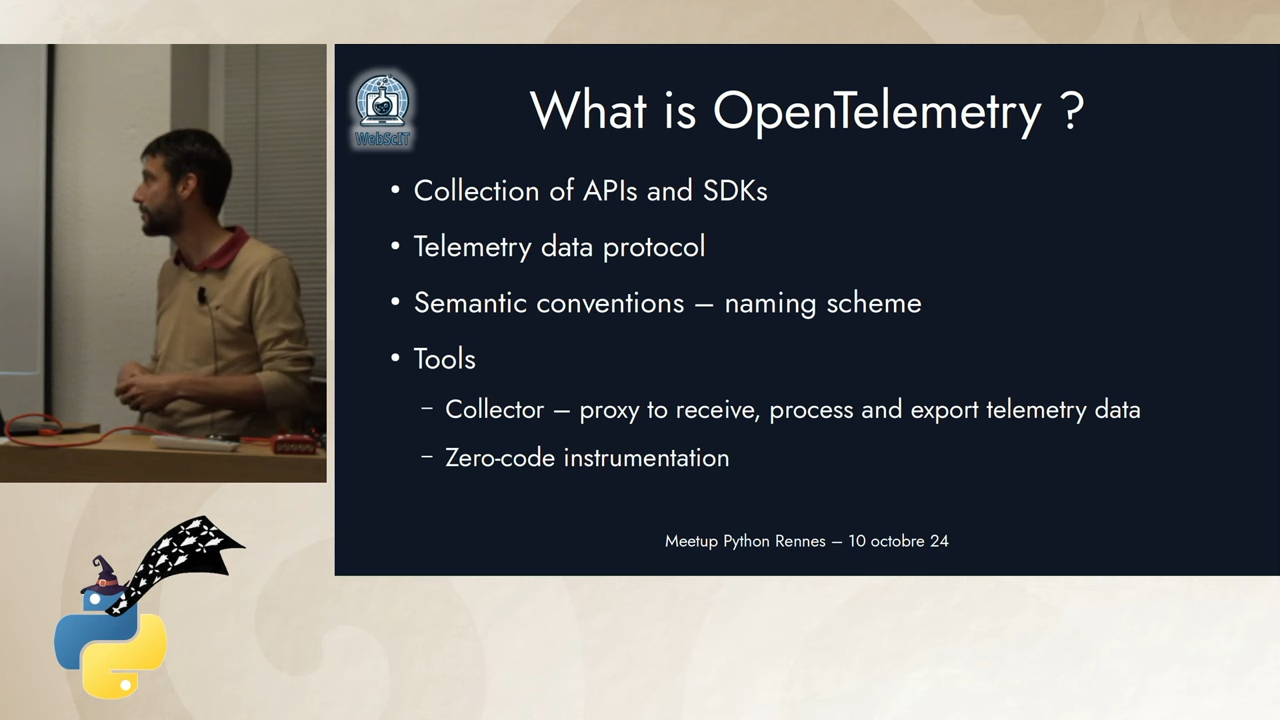 WebScIT
What is OpenTelemetry ?
• Collection of APIs and SDKs
• Telemetry data protocol
• Semantic conventions – naming scheme
• Tools
– Collector – proxy to receive, process and export telemetry data
– Zero-code instrumentation
Meetup Python Rennes – 10 octobre 24